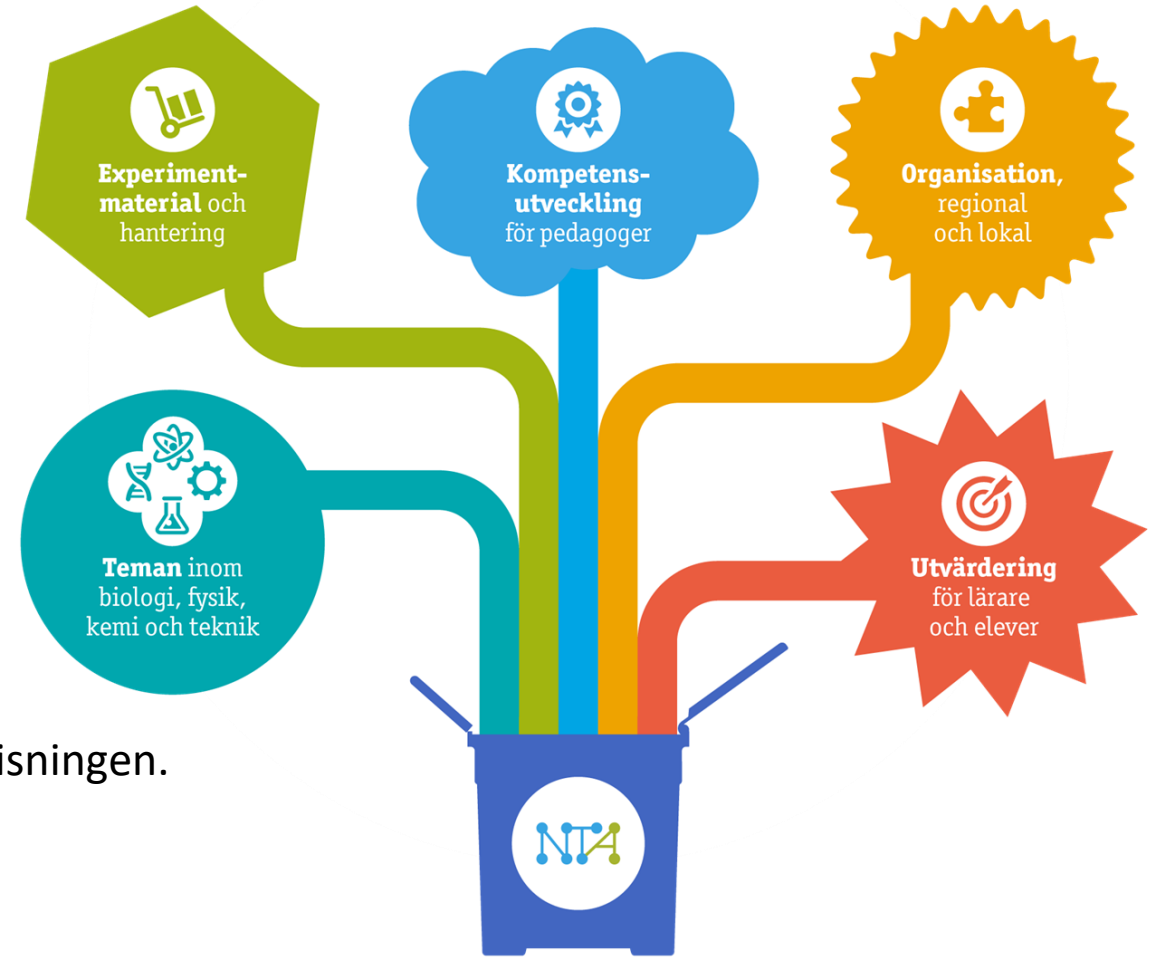 Experiment-
material och
hantering
Kompetens-
utveckling
för pedagoger
Organisation,
regional
och lokal
Teman inom
biologi, fysik,
kemi och teknik
Utvärdering
för lärare
och elever
isningen.
NTA